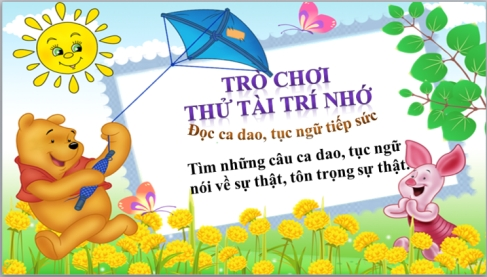 TRÒ CHƠI
THỬ TÀI TRÍ NHỚ
Đọc ca dao, tục ngữ tiếp sức
Tìm những câu ca dao, tục ngữ
nói về sự thật, tôn trọng sự thật.